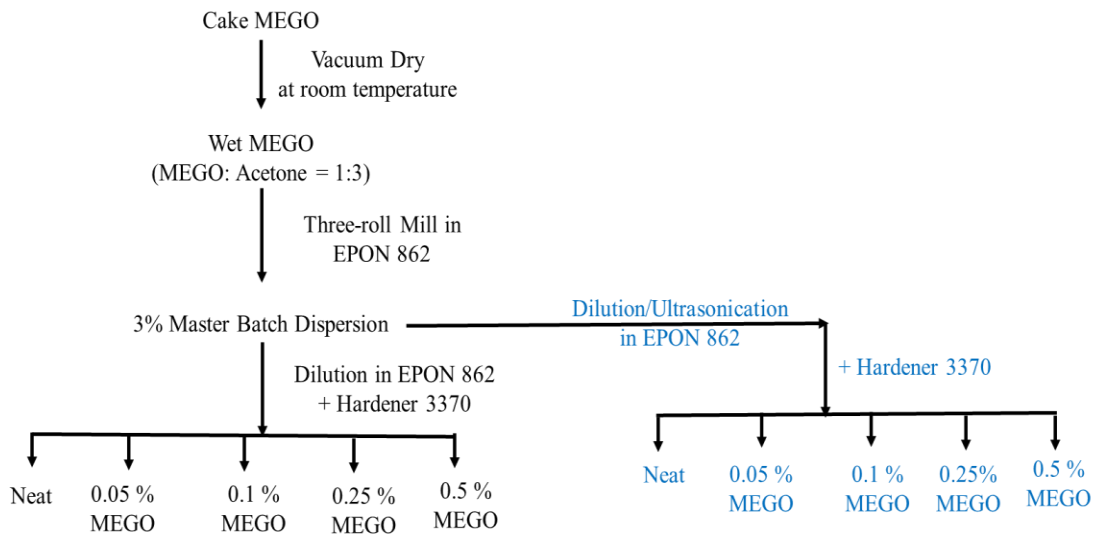 Cake MEGO
Vacuum Dry
at room temperature
Wet MEGO
(MEGO: Acetone = 1:3)
Three-roll Mill in
EPON 862
3% Master Batch Dispersion
Dilution/Ultrasonication
in EPON 862
+ Hardener 3370
Dilution in EPON 862
+ Hardener 3370
Neat
0.05 %
MEGO
0.1 %
MEGO
0.25 %
MEGO
0.5 %
MEGO
Neat
0.05 %
MEGO
0.1 %
MEGO
0.25%
MEGO
0.5 %
MEGO